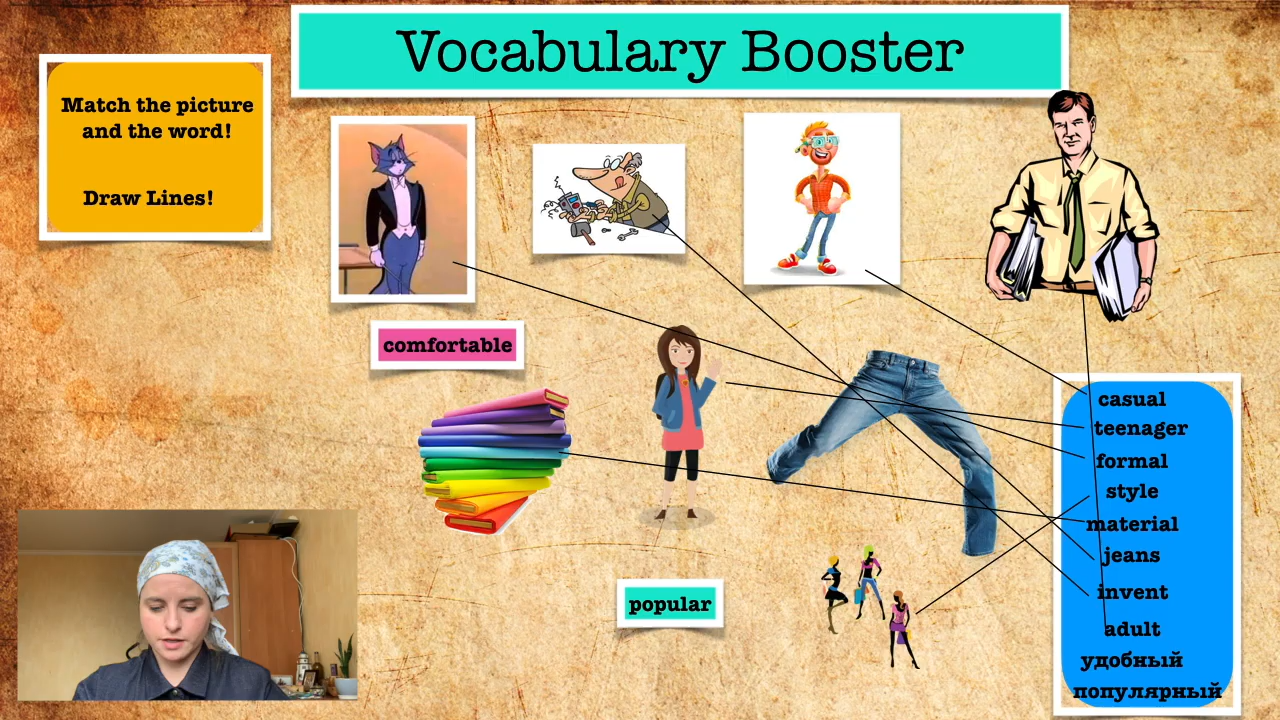 Vocabulary Booster
Match the picture
and the word!
Draw Lines!
comfortable
popular
casual
teenager
formal
style
material
jeans
invent
adult
удобный
популярный